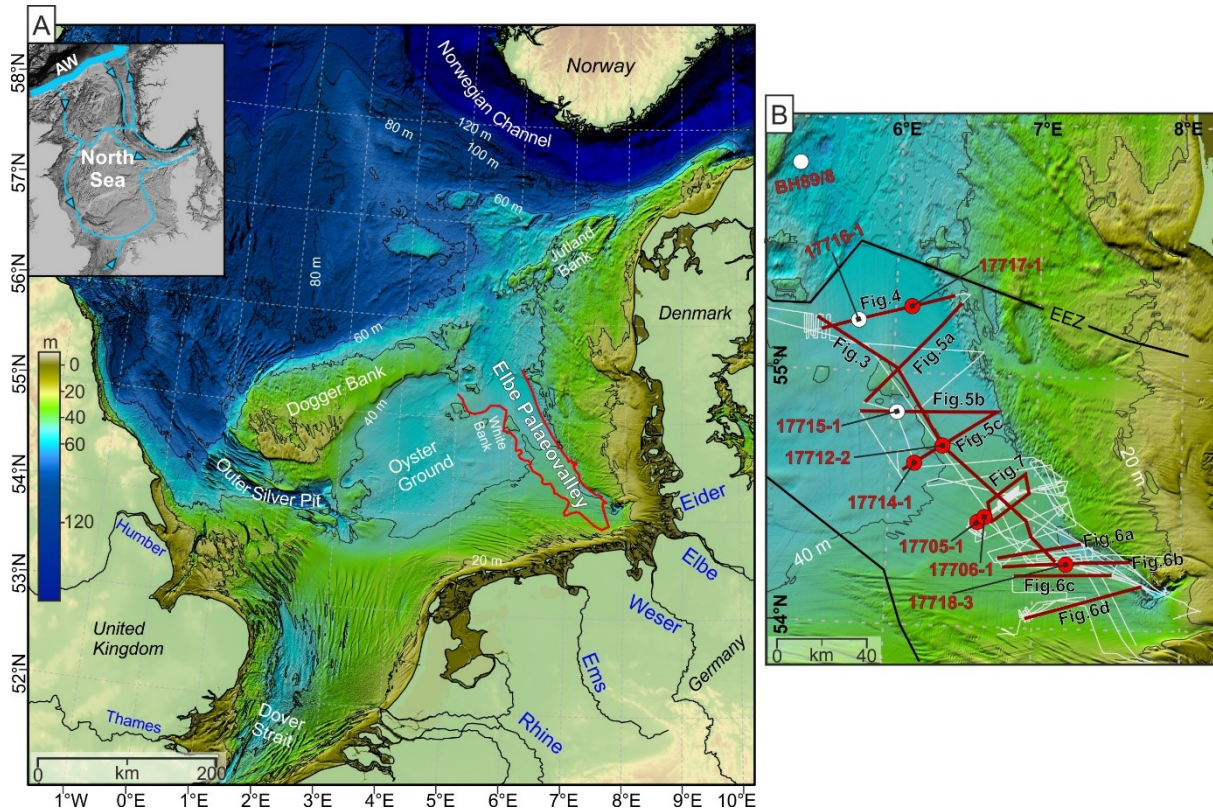 A
AW
North
Sea
Norway
Norwegian Channel
80 m
120 m
100 m
60 m
80 m
60 m
40 m
20 m
Jutland
Bank
Denmark
Dogger Bank
Elbe Palaeovalley
White
Bank
Oyster
Ground
Outer Silver Pit
Eider
Elbe
Weser
Ems
Rhine
Germany
Humber
United
Kingdom
Thames
Dover
Strait
m
0
-20
-40
-60
-120
0
km
200
58°N
57°N
56°N
55°N
54°N
53°N
52°N
1°W
0°E
1°E
2°E
3°E
4°E
5°E
6°E
7°E
8°E
9°E
10°E
B
6°E
7°E
8°E
BH89/8
17716-1
17717-1
Fig.4
EEZ
Fig.3
Fig.5a
55°N
Fig.5b
17715-1
Fig.5c
17712-2
Fig.7
20 m
17714-1
40 m
17705-1
Fig.6a
17706-1
Fig.6b
Fig.6c
17718-3
Fig.6d
54°N
0
km
40